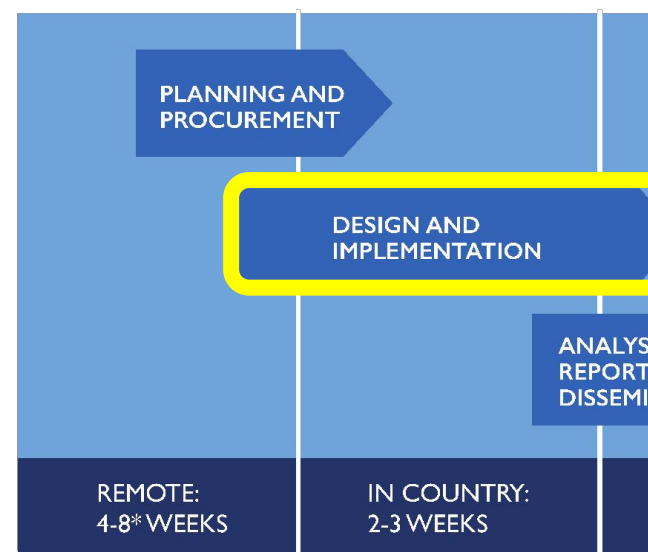 PLANNING AND
PROCUREMENT
DESIGN AND
IMPLEMENTATION
REMOTE:
4-8* WEEKS
IN COUNTRY:
2-3 WEEKS